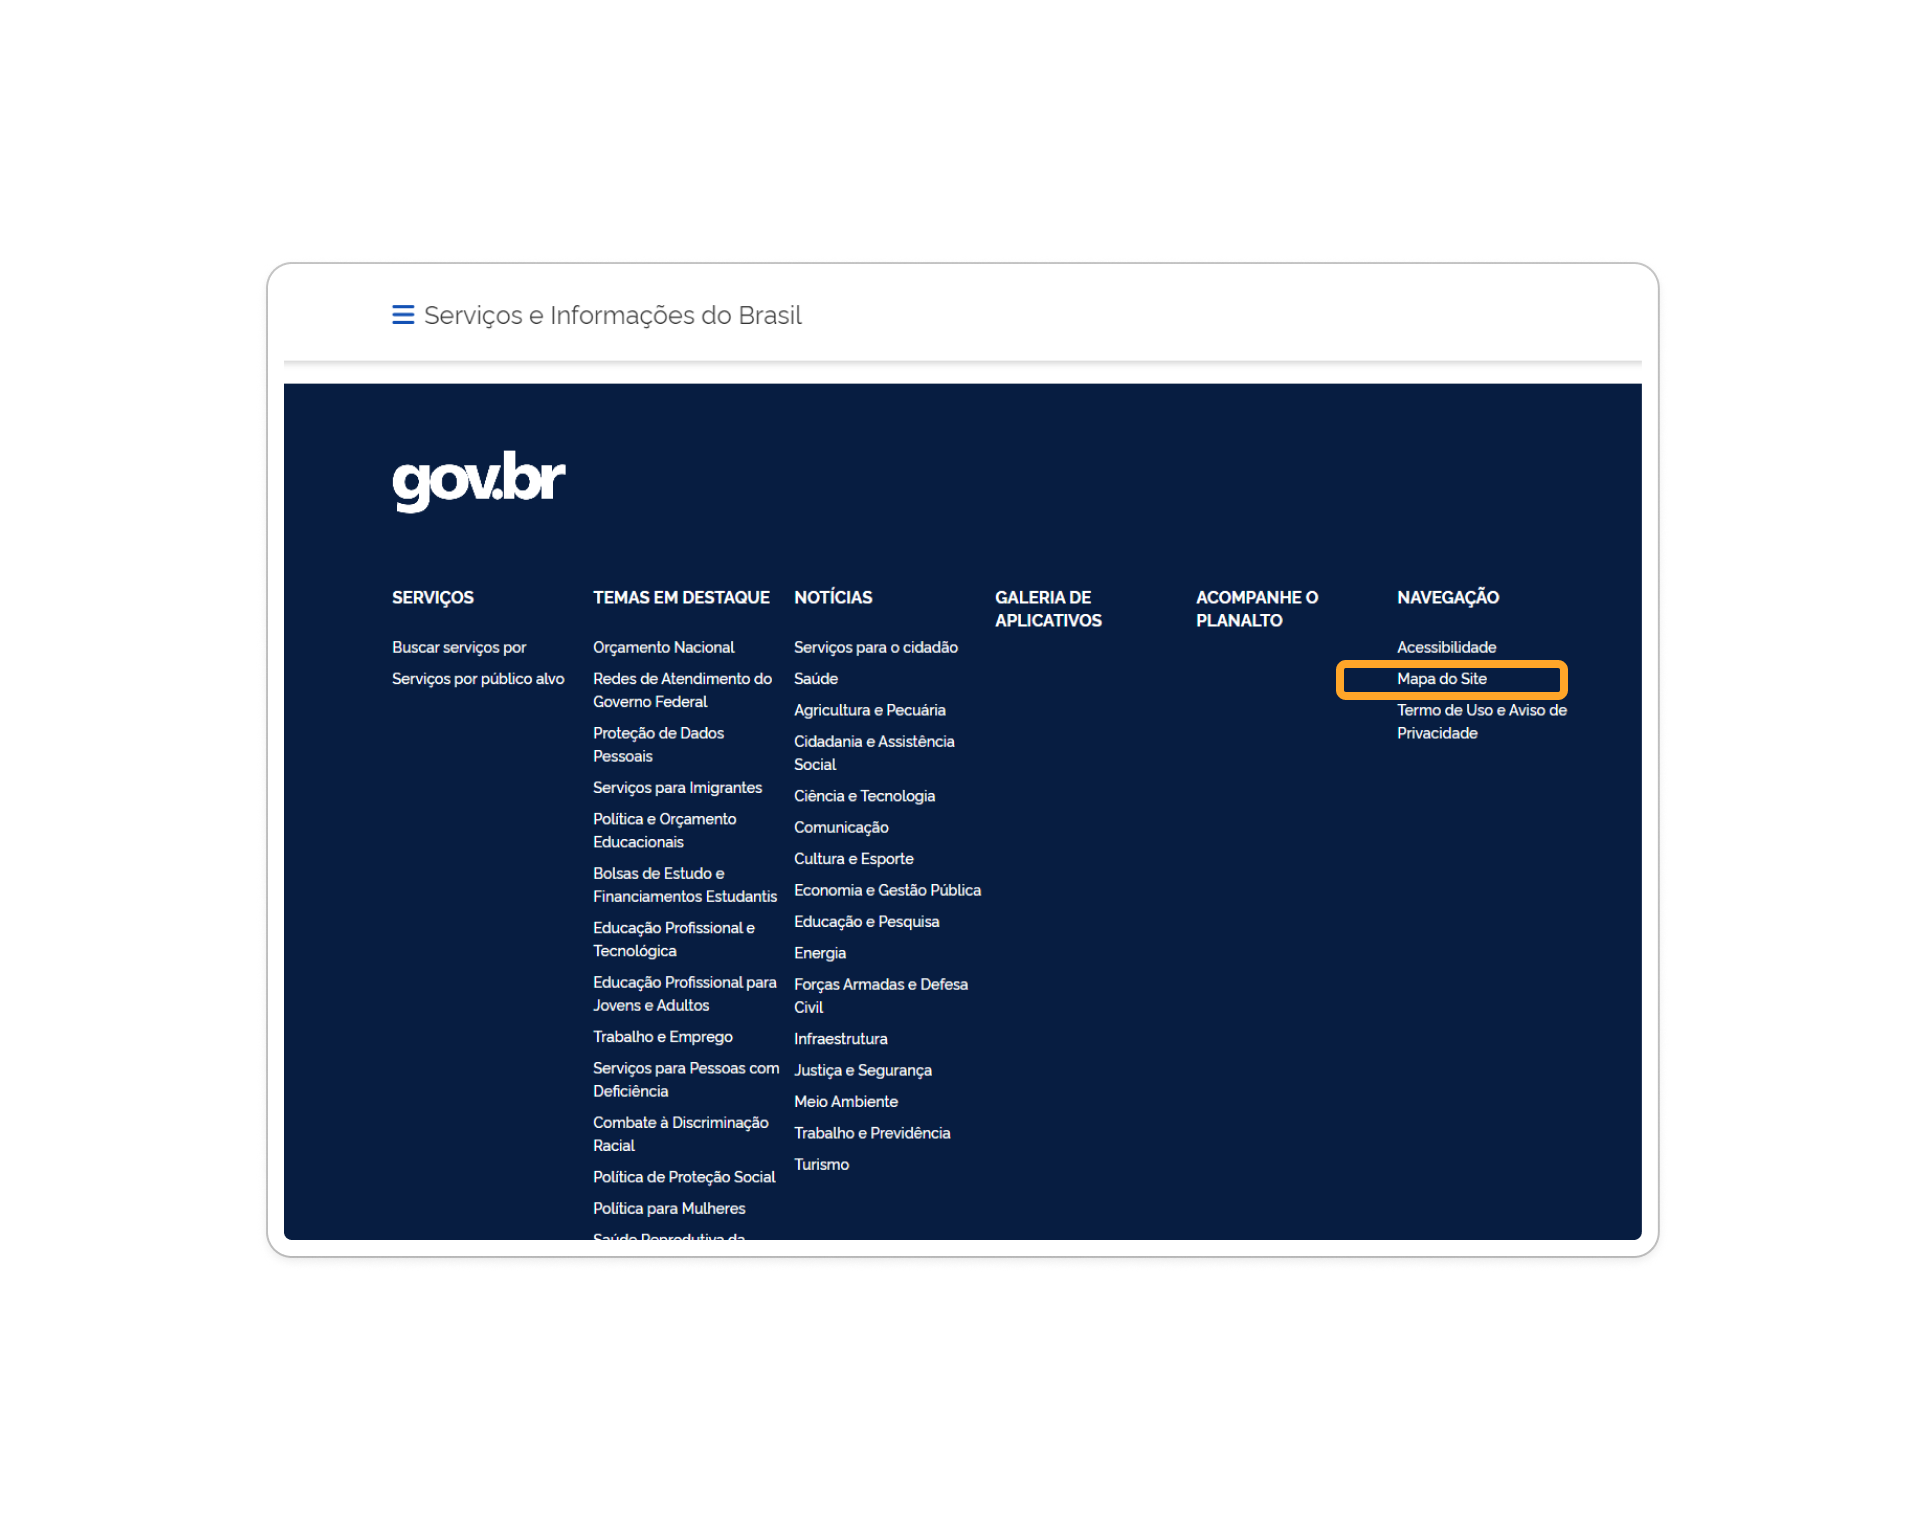 Serviços e Informações do Brasil
gov.br
SERVIÇOS
Buscar serviços por
Serviços por público alvo
TEMAS EM DESTAQUE
Orçamento Nacional
Redes de Atendimento do
Governo Federal
Proteção de Dados
Pessoais
Serviços para Imigrantes
Política e Orçamento
Educacionais
Bolsas de Estudo e
Financiamentos Estudantis
Educação Profissional e
Tecnológica
Educação Profissional para
Jovens e Adultos
Trabalho e Emprego
Serviços para Pessoas com
Deficiência
Combate à Discriminação
Racial
Política de Proteção Social
Política para Mulheres
Saúde Reprodutiva da
NOTÍCIAS
Serviços para o cidadão
Saúde
Agricultura e Pecuária
Cidadania e Assistência
Social
Ciência e Tecnologia
Comunicação
Cultura e Esporte
Economia e Gestão Pública
Educação e Pesquisa
Energia
Forças Armadas e Defesa
Civil
Infraestrutura
Justiça e Segurança
Meio Ambiente
Trabalho e Previdência
Turismo
GALERIA DE
APLICATIVOS
ACOMPANHE O
PLANALTO
NAVEGAÇÃO
Acessibilidade
Mapa do Site
Termo de Uso e Aviso de
Privacidade